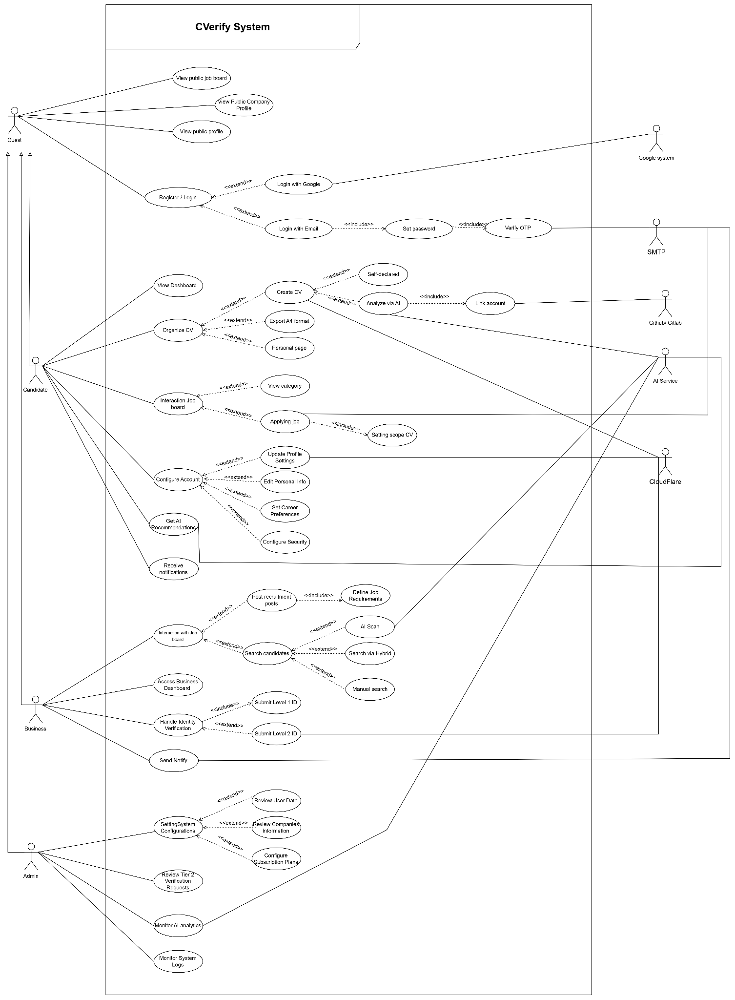 CVerify System
View public job board
View Public Company
Profile
View public profile
Guest
Google system
<<extend>>
Login with Google
Register / Login
<<extend>>
Login with Email
<<include>>
Set password
<<include>>
Verify OTP
SMTP
View Dashboard
<<extend>>
Self-declared
Create CV
<<extend>>
Analyze via AI
<<include>>
Link account
Github/ Gitlab
<<extend>>
Organize CV
<<extend>>
Export A4 format
<<extend>>
Personal page
Candidate
AI Service
<<extend>>
View category
Interaction Job
board
<<extend>>
Applying job
<<include>>
Setting scope CV
<<extend>>
Update Profile
Settings
Configure Account
<<extend>>
Edit Personal Info
<<extend>>
Set Career
Preferences
<<extend>>
Configure Security
CloudFlare
Get AI
Recommendations
Receive
notifications
Post recruitment
posts
<<include>>
Define Job
Requirements
<<extend>>
Interaction with Job
board
<<extend>>
Search candidates
<<extend>>
AI Scan
<<extend>>
Search via Hybrid
<<extend>>
Manual search
Access Business
Dashboard
Business
<<include>>
Submit Level 1 ID
Handle Identity
Verification
<<extend>>
Submit Level 2 ID
Send Notify
<<extend>>
Review User Data
SettingSystem
Configurations
<<extend>>
Review Companies
information
<<extend>>
Configure
Subscription Plans
Admin
Review Tier 2
Verification
Requests
Monitor AI analytics
Monitor System
Logs